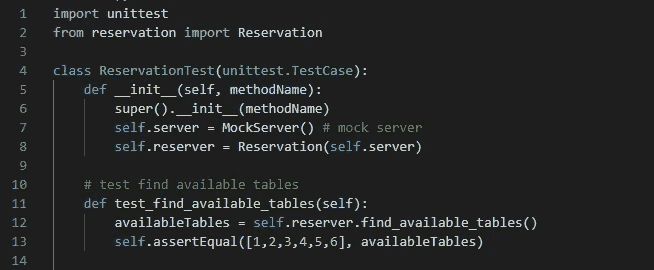 1 import unittest
2 from reservation import Reservation
3
4 class ReservationTest(unittest.TestCase):
5     def __init__(self, methodName):
6         super().__init__(methodName)
7         self.server = MockServer() # mock server
8         self.reserver = Reservation(self.server)
9
10     # test find available tables
11     def test_find_available_tables(self):
12         availableTables = self.reserver.find_available_tables()
13         self.assertEqual([1,2,3,4,5,6], availableTables)
14